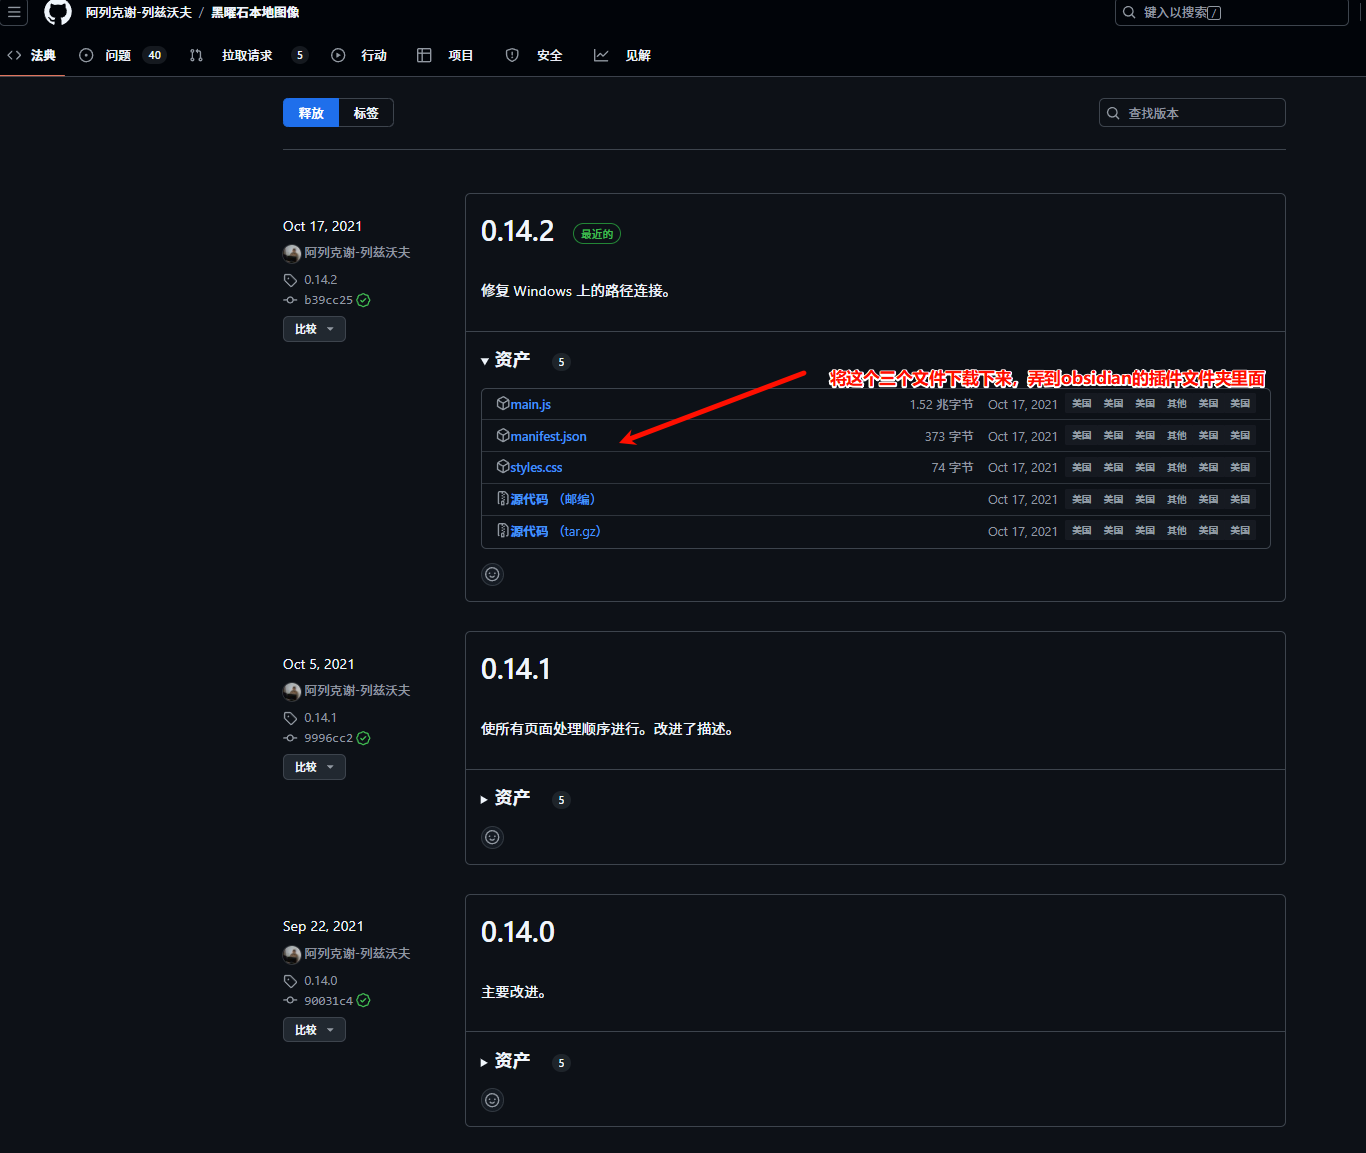 阿列克谢-列兹沃夫 / 黑曜石本地图像
键入以搜索 /
法典 问题 40 拉取请求 5 行动 项目 安全 见解
释放 标签
查找版本
Oct 17, 2021
阿列克谢-列兹沃夫
0.14.2
b39cc25
比较
0.14.2 最近的
修复 Windows 上的路径连接。
资产 5
将这个三个文件下载下来，弄到obsidian的插件文件夹里面
main.js 1.52 兆字节 Oct 17, 2021 美国 美国 美国 其他 美国 美国
manifest.json 373 字节 Oct 17, 2021 美国 美国 美国 其他 美国 美国
styles.css 74 字节 Oct 17, 2021 美国 美国 美国 其他 美国 美国
源代码 （邮编） Oct 17, 2021 美国 美国 美国 其他 美国 美国
源代码 （tar.gz） Oct 17, 2021 美国 美国 美国 其他 美国 美国
Oct 5, 2021
阿列克谢-列兹沃夫
0.14.1
9996cc2
比较
0.14.1
使所有页面处理顺序进行。改进了描述。
资产 5
Sep 22, 2021
阿列克谢-列兹沃夫
0.14.0
90031c4
比较
0.14.0
主要改进。
资产 5